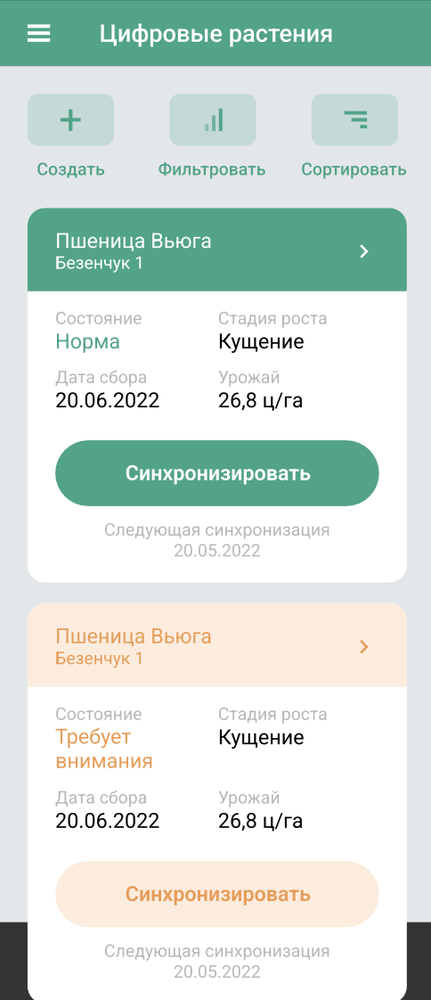 Цифровые растения
Создать
Фильтровать
Сортировать
Пшеница Вьюга
Безенчук 1
Состояние
Норма
Стадия роста
Кущение
Дата сбора
20.06.2022
Урожай
26,8 ц/га
Синхронизировать
Следующая синхронизация
20.05.2022
Пшеница Вьюга
Безенчук 1
Состояние
Требует
внимания
Стадия роста
Кущение
Дата сбора
20.06.2022
Урожай
26,8 ц/га
Синхронизировать
Следующая синхронизация
20.05.2022